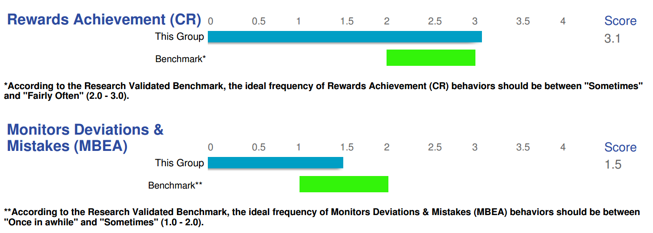 Rewards Achievement (CR) 0 0.5 1 1.5 2 2.5 3 3.5 4 Score
This Group 3.1
Benchmark*
*According to the Research Validated Benchmark, the ideal frequency of Rewards Achievement (CR) behaviors should be between "Sometimes"
and "Fairly Often" (2.0 - 3.0).
Monitors Deviations &
Mistakes (MBEA) 0 0.5 1 1.5 2 2.5 3 3.5 4 Score
This Group 1.5
Benchmark**
**According to the Research Validated Benchmark, the ideal frequency of Monitors Deviations & Mistakes (MBEA) behaviors should be between
"Once in awhile" and "Sometimes" (1.0 - 2.0).